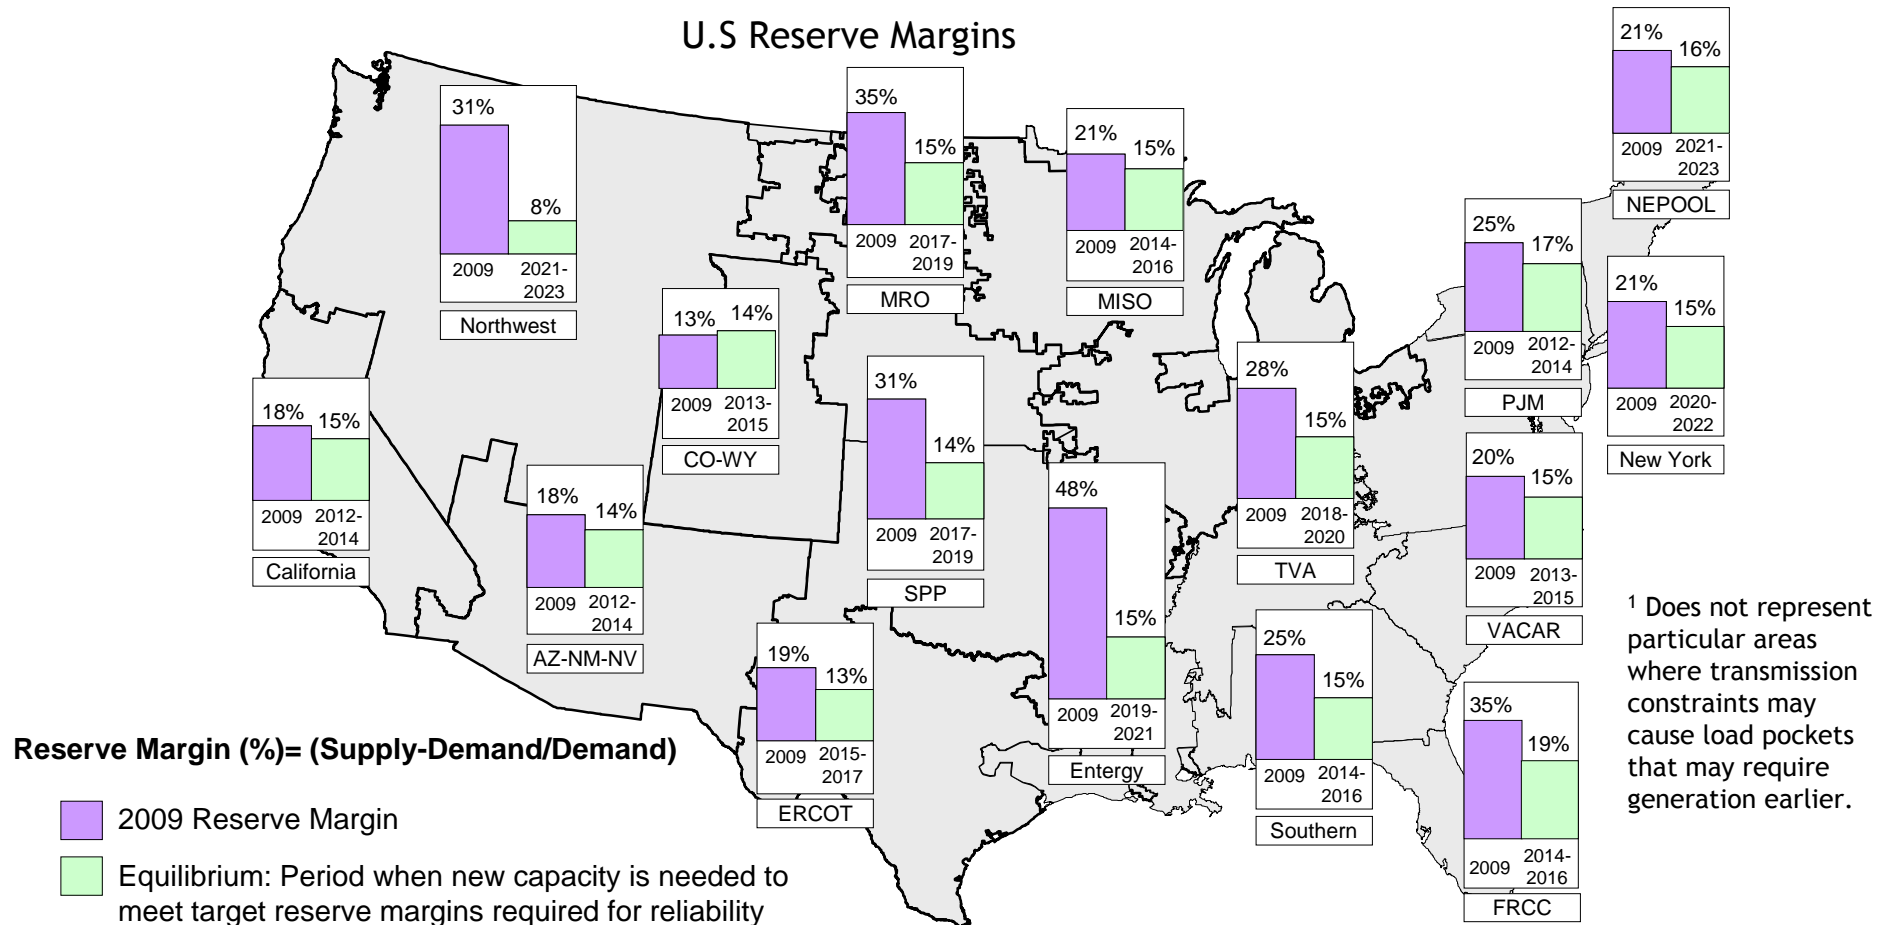 U.S Reserve Margins
31%
8%
2009
2021-
2023
Northwest
35%
15%
2009
2017-
2019
MRO
21%
15%
2009
2014-
2016
MISO
21%
16%
2009
2021-
2023
NEPOOL
25%
17%
2009
2012-
2014
PJM
21%
15%
2009
2020-
2022
New York
13%
14%
2009
2013-
2015
CO-WY
18%
15%
2009
2012-
2014
California
18%
14%
2009
2012-
2014
AZ-NM-NV
31%
14%
2009
2017-
2019
SPP
48%
15%
2009
2019-
2021
Entergy
28%
15%
2009
2018-
2020
TVA
20%
15%
2009
2013-
2015
VACAR
19%
13%
2009
2015-
2017
ERCOT
25%
15%
2009
2014-
2016
Southern
35%
19%
2009
2014-
2016
FRCC
1 Does not represent
particular areas
where transmission
constraints may
cause load pockets
that may require
generation earlier.
Reserve Margin (%)= (Supply-Demand/Demand)
2009 Reserve Margin
Equilibrium: Period when new capacity is needed to
meet target reserve margins required for reliability